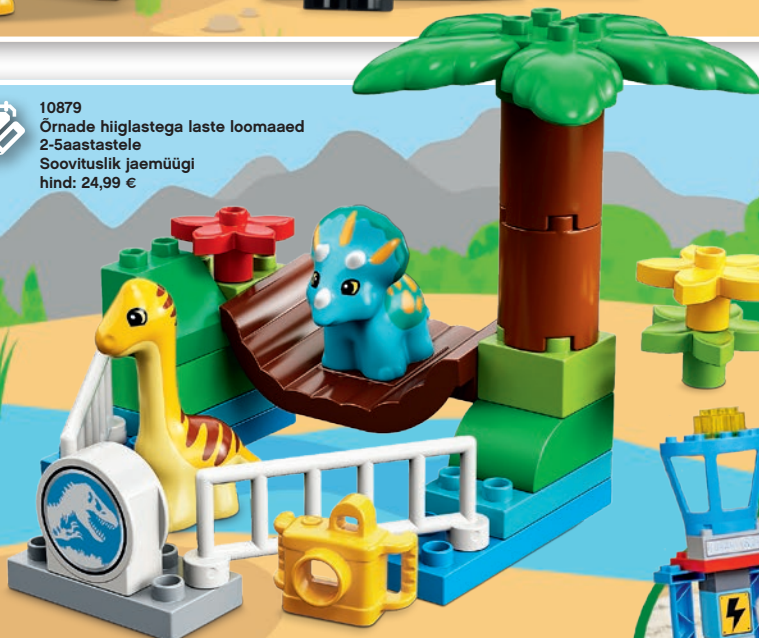 10879
Õrnade hiiglastega laste loomaaed
2-5aastastele
Soovituslik jaemüügi
hind: 24,99 €